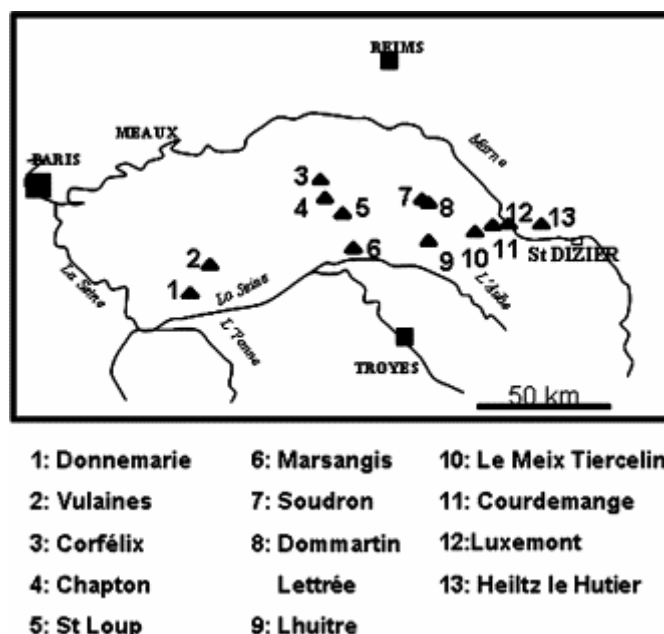 REIMS
MEAUX
Marne
PARIS
3
4
5
7
8
12
13
2
6
9
10
11
St DIZIER
1
La Seine
La Seine
L'Aube
L'Yonne
TROYES
50 km
1: Donnemarie
2: Vulaines
3: Corfélix
4: Chapton
5: St Loup
6: Marsangis
7: Soudron
8: Dommartin
Lettrée
9: Lhuitre
10: Le Meix Tiercelin
11: Courdemange
12:Luxemont
13: Heiltz le Hutier